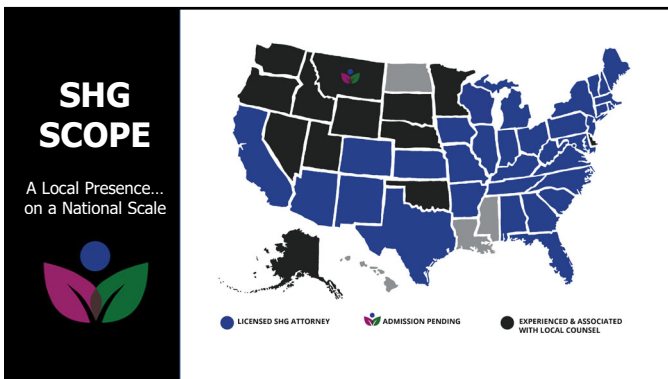 SHG
SCOPE
A Local Presence...
on a National Scale
LICENSED SHG ATTORNEY
ADMISSION PENDING
EXPERIENCED & ASSOCIATED
WITH LOCAL COUNSEL